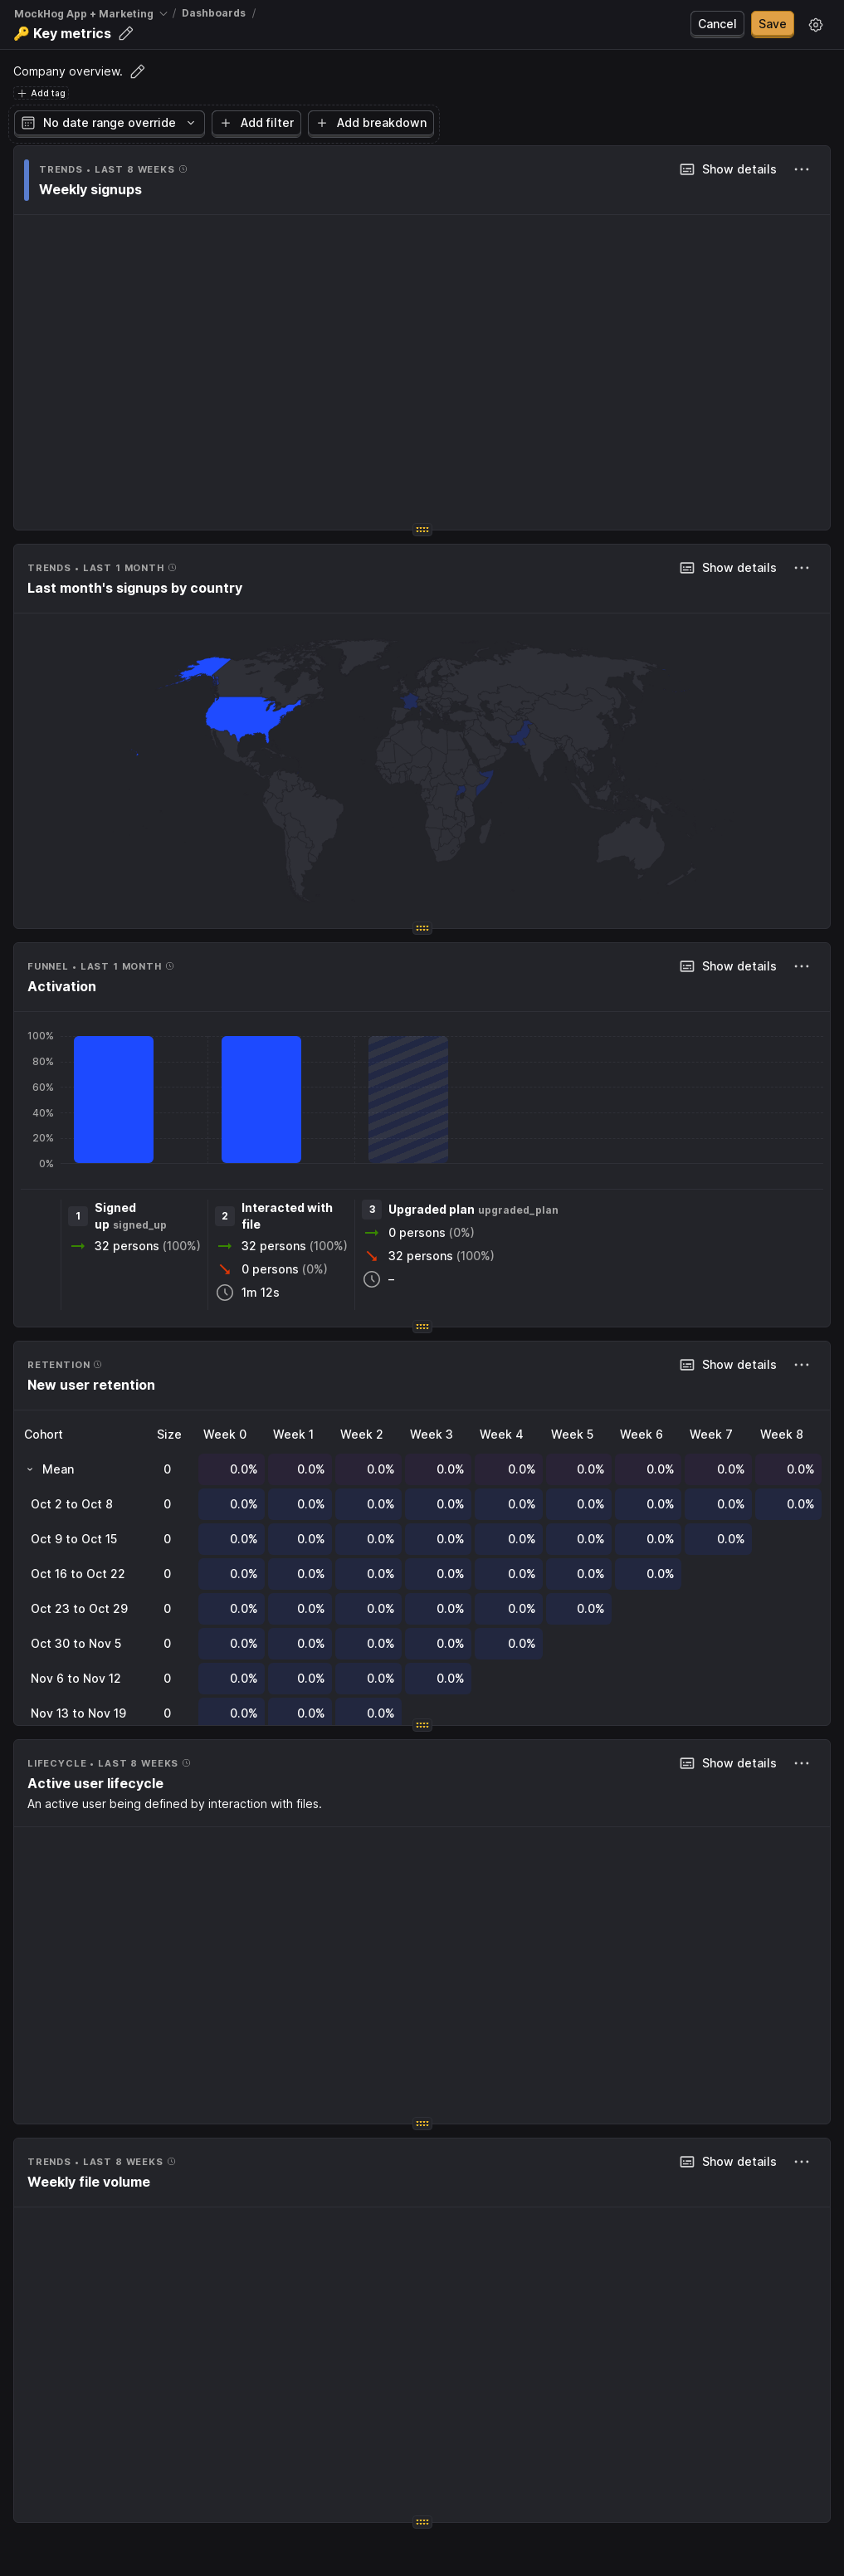 MockHog App + Marketing / Dashboards /
🔑 Key metrics
Cancel
Save
Company overview.
Add tag
No date range override
Add filter
Add breakdown
TRENDS • LAST 8 WEEKS
Show details
Weekly signups
TRENDS • LAST 1 MONTH
Show details
Last month's signups by country
FUNNEL • LAST 1 MONTH
Show details
Activation
100%
80%
60%
40%
20%
0%
1 Signed
up signed_up
32 persons (100%)
2 Interacted with
file
32 persons (100%)
0 persons (0%)
1m 12s
3 Upgraded plan upgraded_plan
0 persons (0%)
32 persons (100%)
–
RETENTION
Show details
New user retention
Cohort Size Week 0 Week 1 Week 2 Week 3 Week 4 Week 5 Week 6 Week 7 Week 8
Mean 0 0.0% 0.0% 0.0% 0.0% 0.0% 0.0% 0.0% 0.0% 0.0%
Oct 2 to Oct 8 0 0.0% 0.0% 0.0% 0.0% 0.0% 0.0% 0.0% 0.0% 0.0%
Oct 9 to Oct 15 0 0.0% 0.0% 0.0% 0.0% 0.0% 0.0% 0.0% 0.0%
Oct 16 to Oct 22 0 0.0% 0.0% 0.0% 0.0% 0.0% 0.0% 0.0%
Oct 23 to Oct 29 0 0.0% 0.0% 0.0% 0.0% 0.0% 0.0%
Oct 30 to Nov 5 0 0.0% 0.0% 0.0% 0.0% 0.0%
Nov 6 to Nov 12 0 0.0% 0.0% 0.0% 0.0%
Nov 13 to Nov 19 0 0.0% 0.0% 0.0%
LIFECYCLE • LAST 8 WEEKS
Show details
Active user lifecycle
An active user being defined by interaction with files.
TRENDS • LAST 8 WEEKS
Show details
Weekly file volume